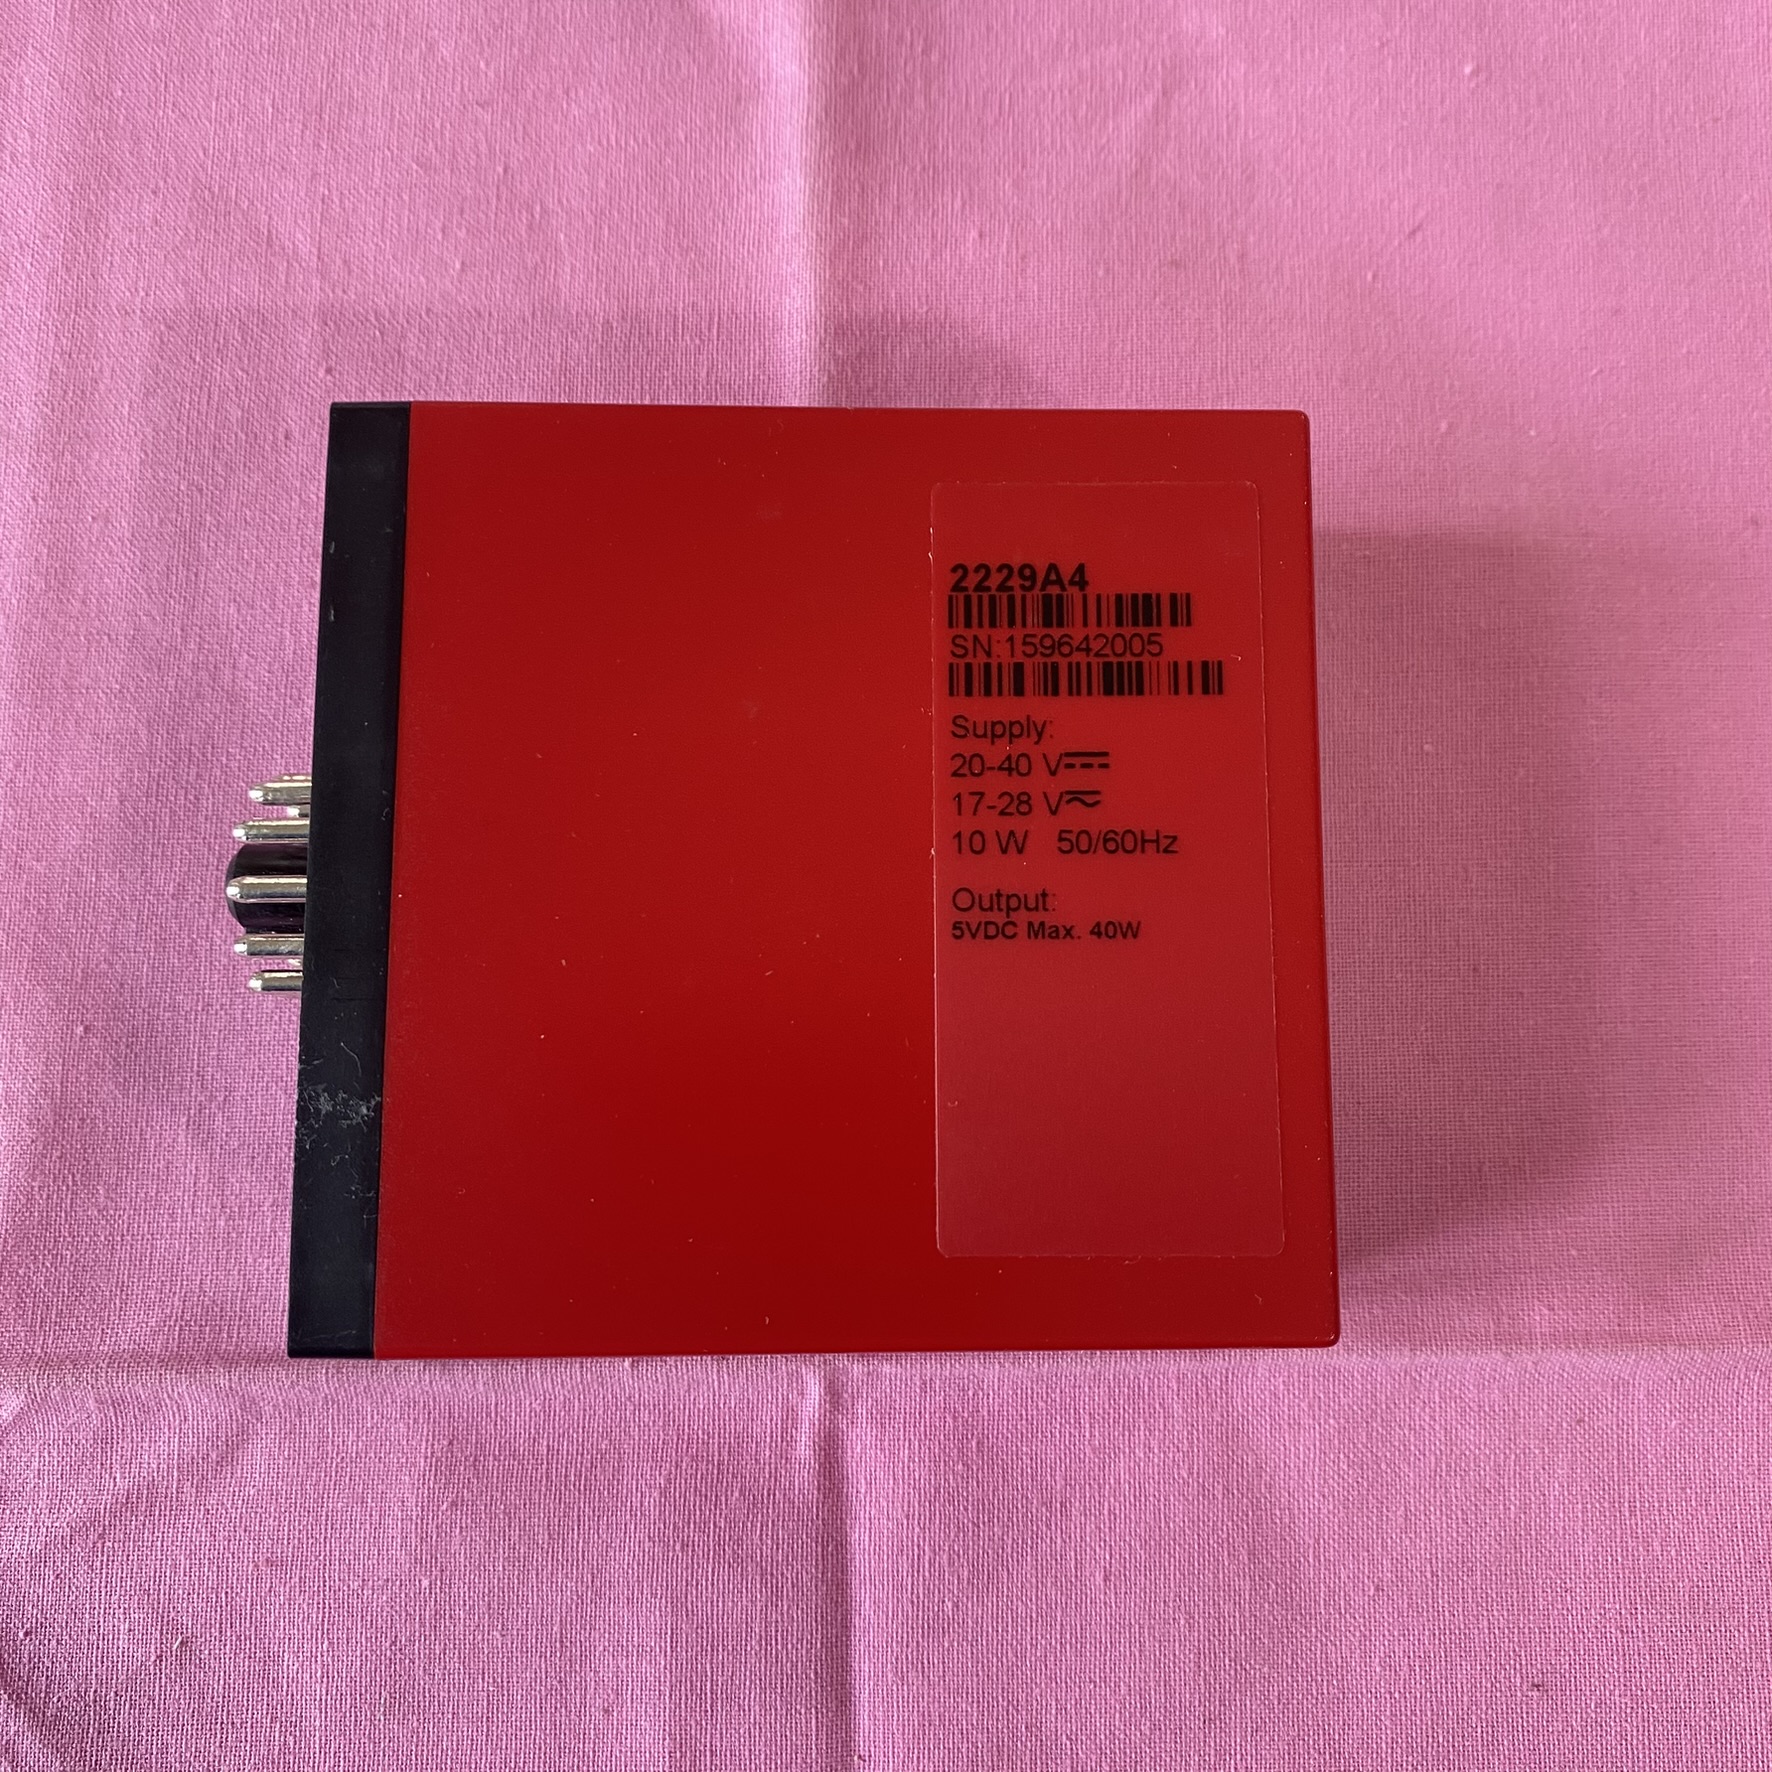 2229A4
SN:159642005
Supply:
20-40 V⎓
17-28 V⏦
10 W 50/60Hz
Output:
5VDC Max. 40W